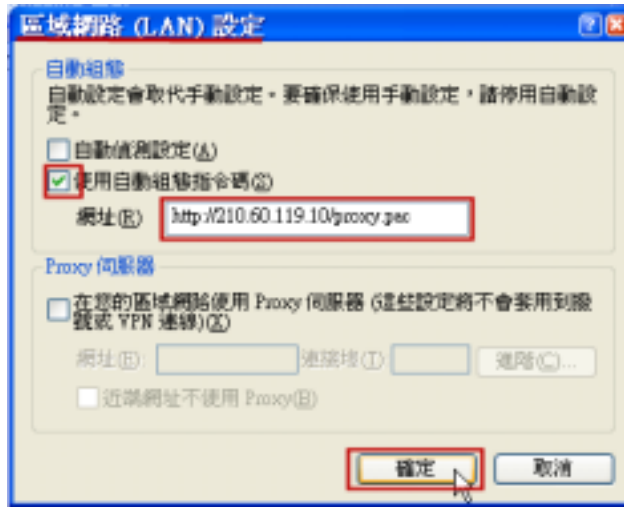 區域網路 (LAN) 設定
自動組態
自動設定會取代手動設定。要確保使用手動設定，請停用自動設
定。
自動偵測設定(A)
使用自動組態指令碼(S)
網址(R)
http://210.60.119.10/proxy.pac
Proxy 伺服器
在您的區域網路使用 Proxy 伺服器 (這些設定將不會套用到撥
號或 VPN 連線)(X)
網址(E): 連接埠(T): 進階(C)...
近端網址不使用 Proxy(B)
確定 取消